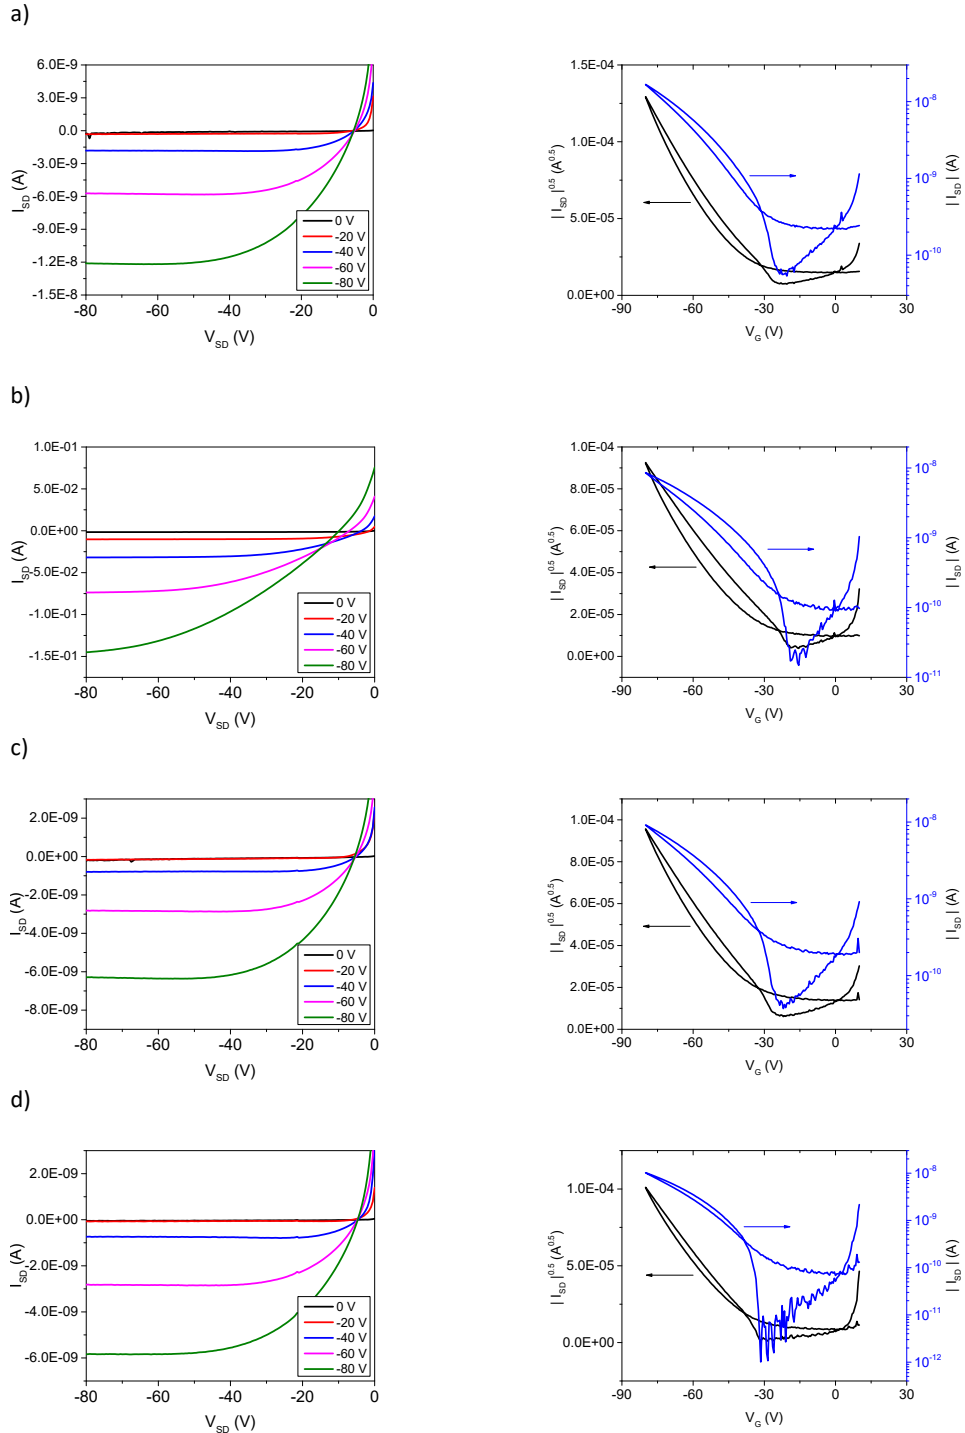 a)
6.0E-9
3.0E-9
0.0
-3.0E-9
-6.0E-9
-9.0E-9
-1.2E-8
-1.5E-8
I_SD (A)
-80 -60 -40 -20 0
V_SD (V)
0 V
-20 V
-40 V
-60 V
-80 V
1.5E-04
1.0E-04
5.0E-05
0.0E+00
| I_SD |^0.5 (A^0.5)
10^-8
10^-9
10^-10
| I_SD | (A)
-90 -60 -30 0 30
V_G (V)
b)
1.0E-01
5.0E-02
0.0E+00
-5.0E-02
-1.0E-01
-1.5E-01
I_SD (A)
-80 -60 -40 -20 0
V_SD (V)
0 V
-20 V
-40 V
-60 V
-80 V
1.0E-04
8.0E-05
6.0E-05
4.0E-05
2.0E-05
0.0E+00
| I_SD |^0.5 (A^0.5)
10^-8
10^-9
10^-10
10^-11
| I_SD | (A)
-90 -60 -30 0 30
V_G (V)
c)
2.0E-09
0.0E+00
-2.0E-09
-4.0E-09
-6.0E-09
-8.0E-09
I_SD (A)
-80 -60 -40 -20 0
V_SD (V)
0 V
-20 V
-40 V
-60 V
-80 V
1.0E-04
8.0E-05
6.0E-05
4.0E-05
2.0E-05
0.0E+00
| I_SD |^0.5 (A^0.5)
10^-8
10^-9
10^-10
| I_SD | (A)
-90 -60 -30 0 30
V_G (V)
d)
2.0E-09
0.0E+00
-2.0E-09
-4.0E-09
-6.0E-09
I_SD (A)
-80 -60 -40 -20 0
V_SD (V)
0 V
-20 V
-40 V
-60 V
-80 V
1.0E-04
5.0E-05
0.0E+00
| I_SD |^0.5 (A^0.5)
10^-8
10^-9
10^-10
10^-11
10^-12
| I_SD | (A)
-90 -60 -30 0 30
V_G (V)